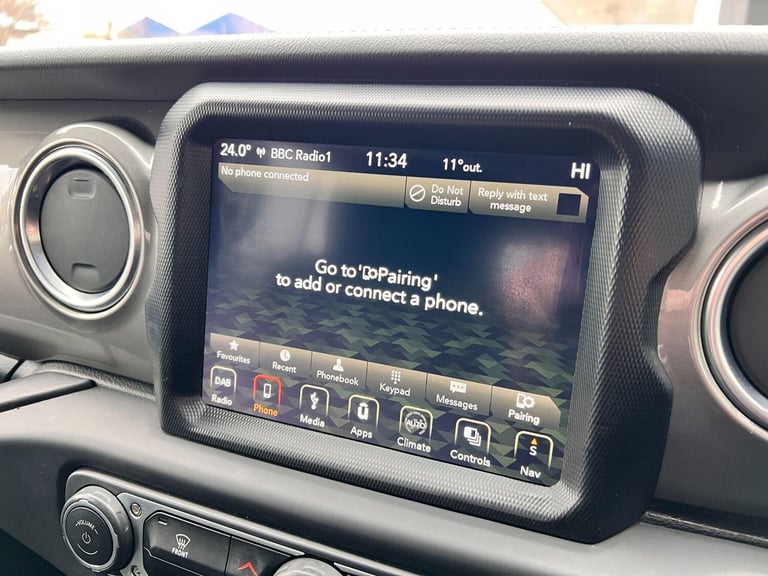 24.0° BBC Radio1 11:34 11°out. HI
No phone connected
Do Not
Disturb
Reply with text
message
Go to 'Pairing'
to add or connect a phone.
Favourites
Recent
Phonebook
Keypad
Messages
Pairing
DAB
Radio
Phone
Media
Apps
AUTO
Climate
Controls
S
Nav
VOLUME
FRONT